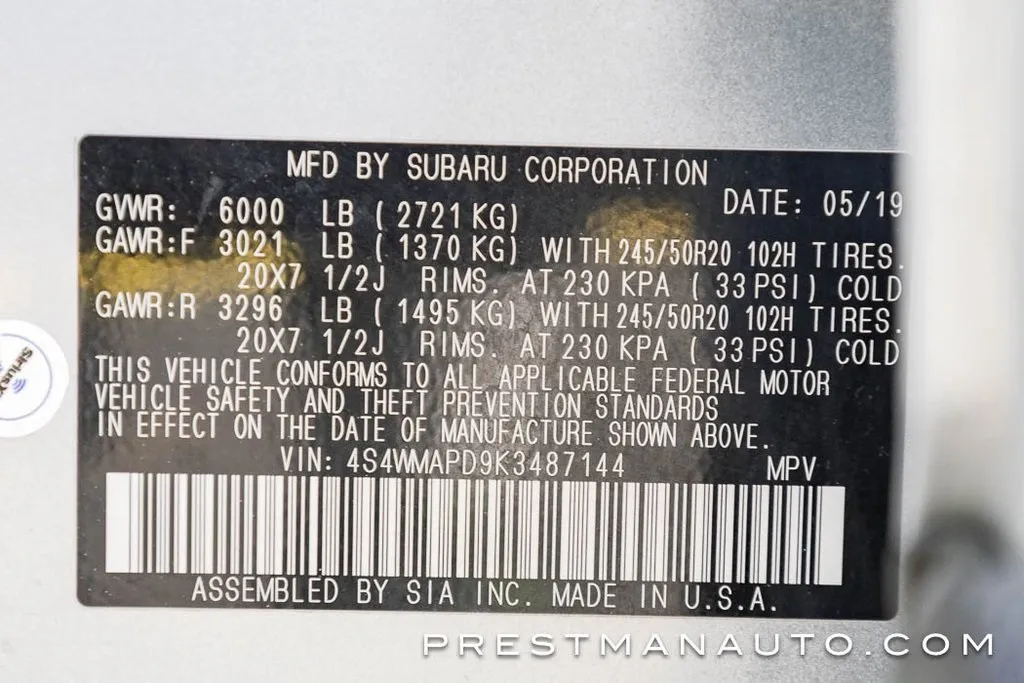 MFD BY SUBARU CORPORATION
DATE: 05/19
GVWR: 6000 LB ( 2721 KG)
GAWR:F 3021 LB ( 1370 KG) WITH 245/50R20 102H TIRES.
20X7 1/2J RIMS. AT 230 KPA ( 33 PSI) COLD
GAWR:R 3296 LB ( 1495 KG) WITH 245/50R20 102H TIRES.
20X7 1/2J RIMS. AT 230 KPA ( 33 PSI) COLD
THIS VEHICLE CONFORMS TO ALL APPLICABLE FEDERAL MOTOR
VEHICLE SAFETY AND THEFT PREVENTION STANDARDS
IN EFFECT ON THE DATE OF MANUFACTURE SHOWN ABOVE.
VIN: 4S4WMAPD9K3487144 MPV
ASSEMBLED BY SIA INC. MADE IN U.S.A.
PRESTMANAUTO.COM